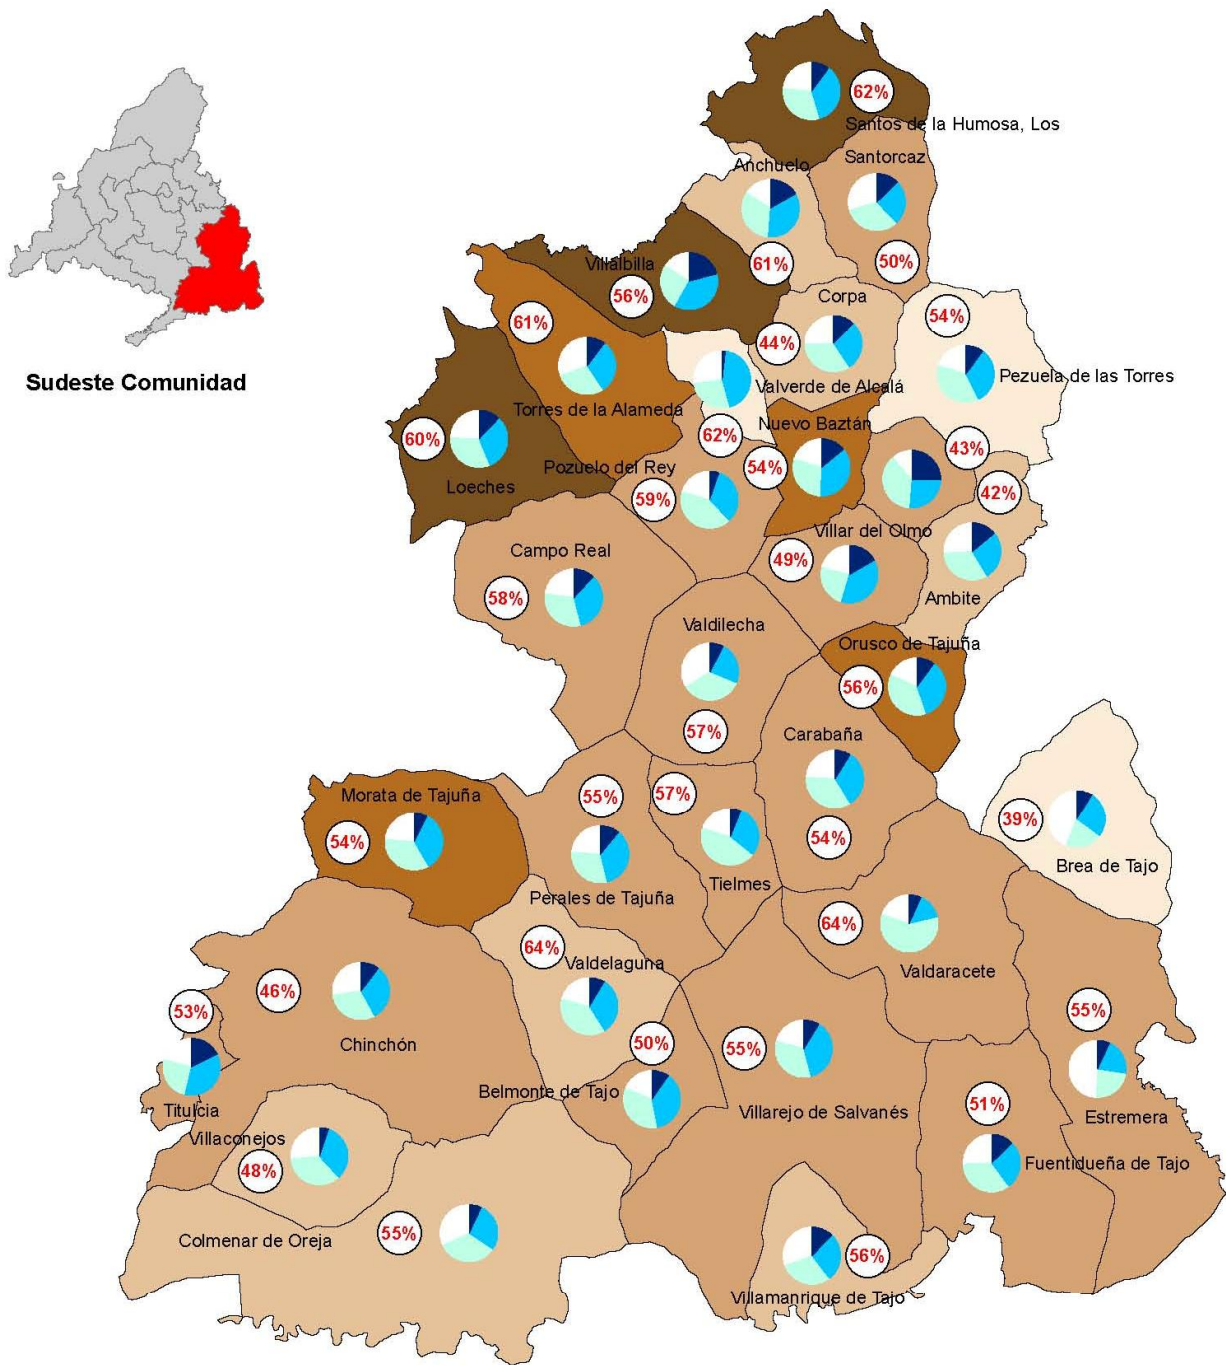 62%
Santos de la Humosa, Los
Anchuelo
Santorcaz
61%
50%
Villalbilla
56%
Corpa
54%
61%
44%
Sudeste Comunidad
Valverde de Alcalá
Pezuela de las Torres
Torres de la Alameda
Nuevo Baztán
62%
60%
43%
Pozuelo del Rey
54%
Loeches
59%
42%
Villar del Olmo
Campo Real
49%
58%
Ambite
Valdilecha
Orusco de Tajuña
56%
57%
Carabaña
Morata de Tajuña
55%
57%
39%
54%
54%
Brea de Tajo
Tielmes
Perales de Tajuña
64%
64%
Valdelaguna
Valdaracete
46%
53%
55%
Chinchón
50%
55%
Belmonte de Tajo
Villarejo de Salvanés
51%
Titulcia
Estremera
Villaconejos
Fuentidueña de Tajo
48%
55%
Colmenar de Oreja
56%
Villamanrique de Tajo